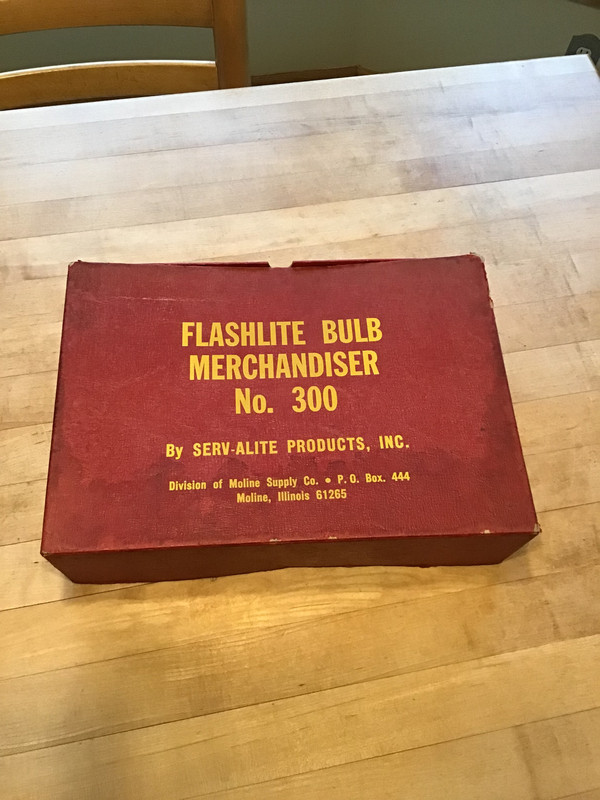 FLASHLITE BULB
MERCHANDISER
No. 300
By SERV-ALITE PRODUCTS, INC.
Division of Moline Supply Co. • P. O. Box. 444
Moline, Illinois 61265